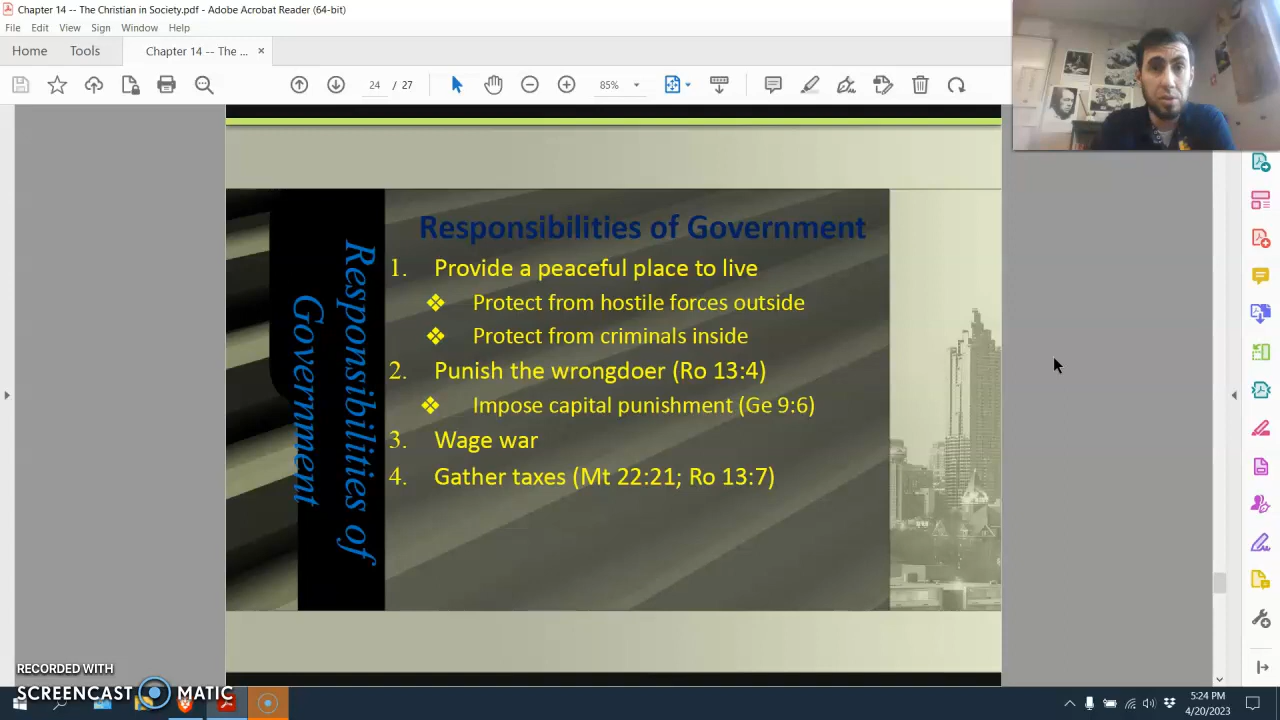 Chapter 14 -- The Christian in Society.pdf - Adobe Acrobat Reader (64-bit)
File Edit View Sign Window Help
Home Tools Chapter 14 -- The ... ×
24 / 27 85%
Responsibilities of Government
Responsibilities of Government
1. Provide a peaceful place to live
❖ Protect from hostile forces outside
❖ Protect from criminals inside
2. Punish the wrongdoer (Ro 13:4)
❖ Impose capital punishment (Ge 9:6)
3. Wage war
4. Gather taxes (Mt 22:21; Ro 13:7)
RECORDED WITH
SCREENCAST MATIC
5:24 PM
4/20/2023